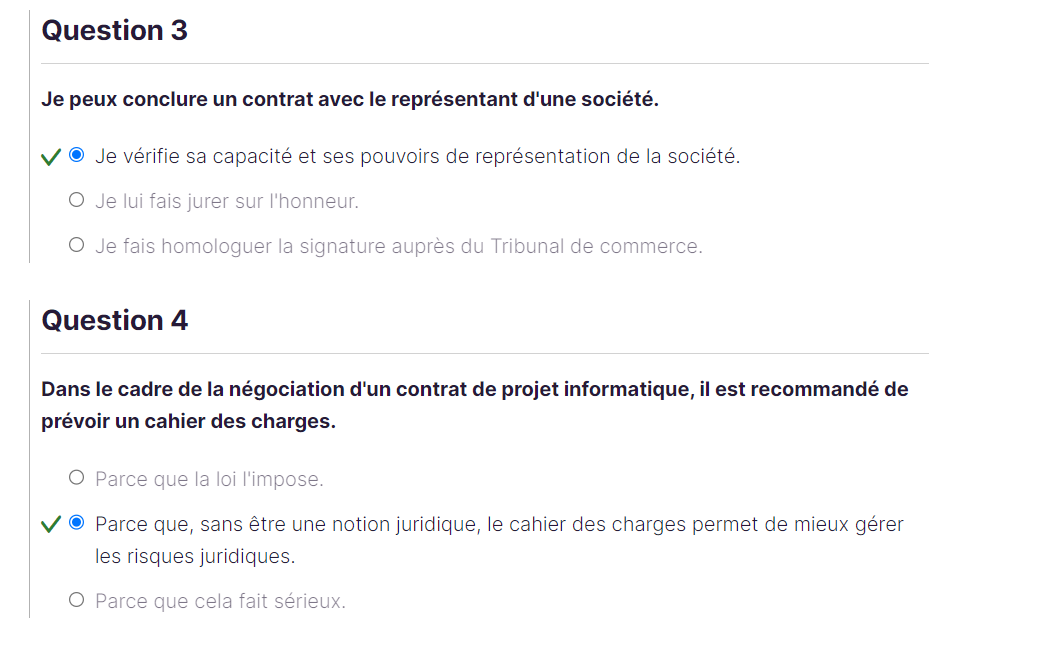 Question 3
Je peux conclure un contrat avec le représentant d'une société.
Je vérifie sa capacité et ses pouvoirs de représentation de la société.
Je lui fais jurer sur l'honneur.
Je fais homologuer la signature auprès du Tribunal de commerce.
Question 4
Dans le cadre de la négociation d'un contrat de projet informatique, il est recommandé de
prévoir un cahier des charges.
Parce que la loi l'impose.
Parce que, sans être une notion juridique, le cahier des charges permet de mieux gérer
les risques juridiques.
Parce que cela fait sérieux.